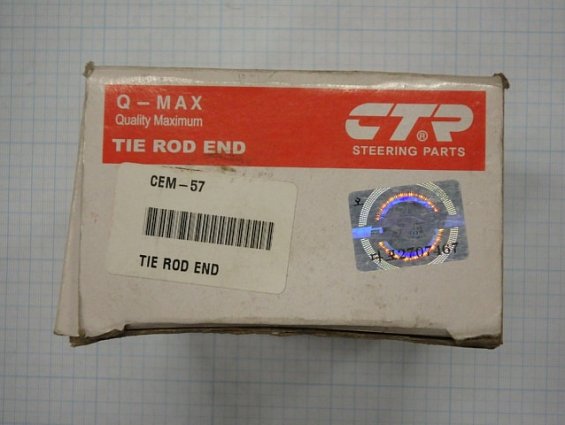 Q – MAX
Quality Maximum
TIE ROD END
CTR®
STEERING PARTS
CEM-57
TIE ROD END